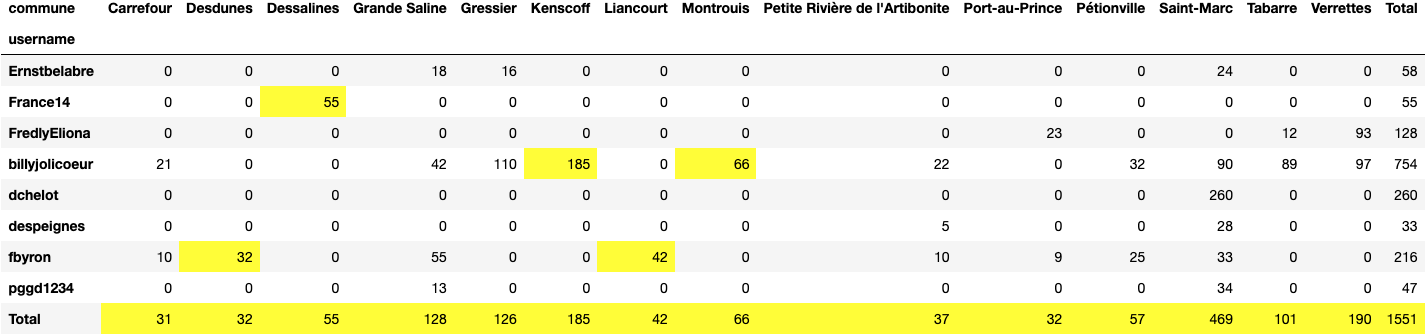 commune Carrefour Desdunes Dessalines Grande Saline Gressier Kenscoff Liancourt Montrouis Petite Rivière de l'Artibonite Port-au-Prince Pétionville Saint-Marc Tabarre Verrettes Total
username
Ernstbelabre 0 0 0 18 16 0 0 0 0 0 0 24 0 0 58
France14 0 0 55 0 0 0 0 0 0 0 0 0 0 0 55
FredlyEliona 0 0 0 0 0 0 0 0 0 23 0 0 12 93 128
billyjolicoeur 21 0 0 42 110 185 0 66 22 0 32 90 89 97 754
dchelot 0 0 0 0 0 0 0 0 0 0 0 260 0 0 260
despeignes 0 0 0 0 0 0 0 0 5 0 0 28 0 0 33
fbyron 10 32 0 55 0 0 42 0 10 9 25 33 0 0 216
pggd1234 0 0 0 13 0 0 0 0 0 0 0 34 0 0 47
Total 31 32 55 128 126 185 42 66 37 32 57 469 101 190 1551